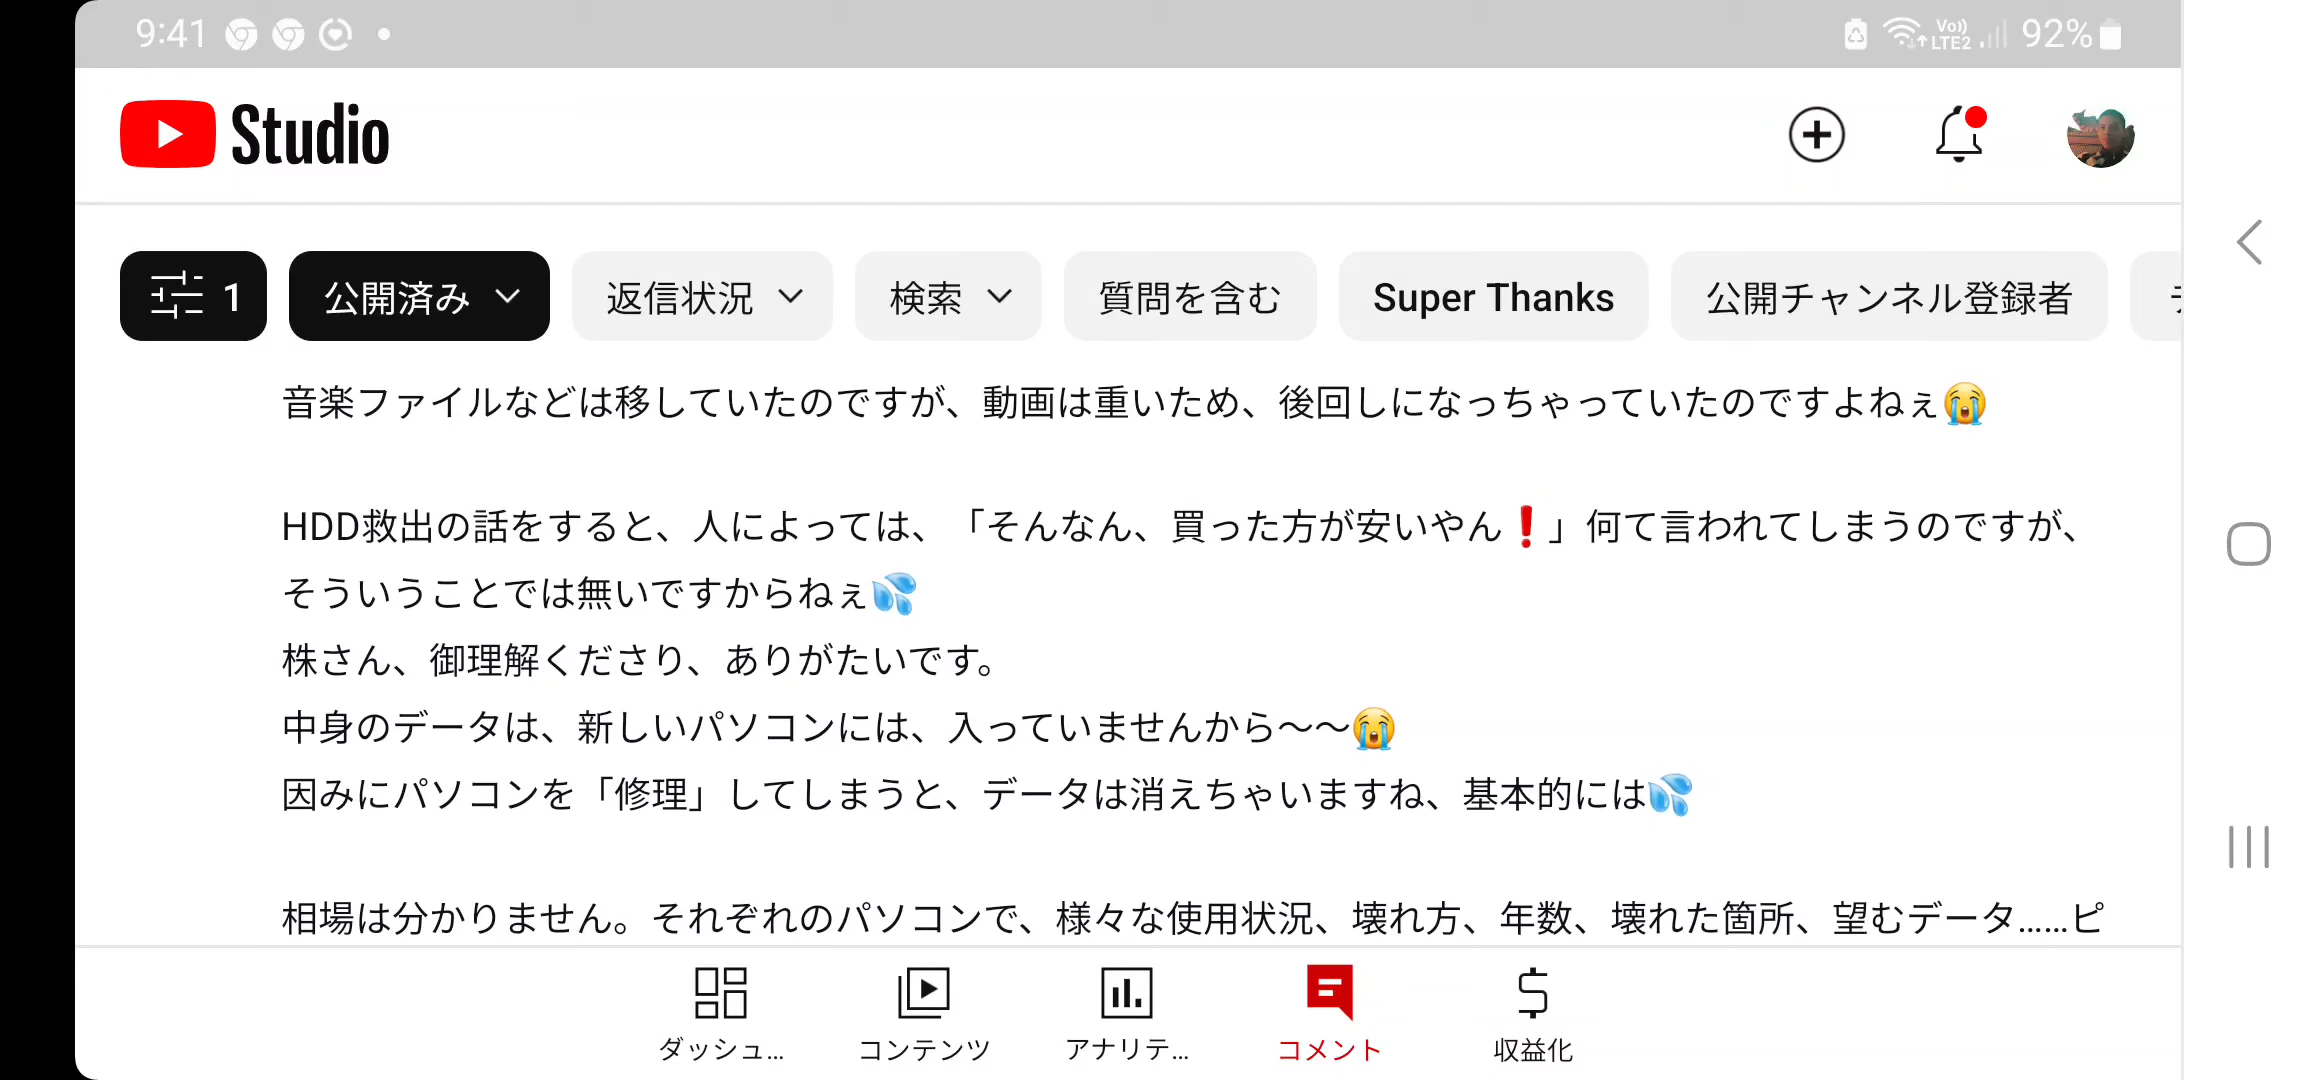 9:41
Vo)) LTE2 92%
Studio
1 公開済み 返信状況 検索 質問を含む Super Thanks 公開チャンネル登録者
音楽ファイルなどは移していたのですが、動画は重いため、後回しになっちゃっていたのですよねぇ😭
HDD救出の話をすると、人によっては、「そんなん、買った方が安いやん❗」何て言われてしまうのですが、
そういうことでは無いですからねぇ💦
株さん、御理解くださり、ありがたいです。
中身のデータは、新しいパソコンには、入っていませんから〜〜😭
因みにパソコンを「修理」してしまうと、データは消えちゃいますね、基本的には💦
相場は分かりません。それぞれのパソコンで、様々な使用状況、壊れ方、年数、壊れた箇所、望むデータ……ピ
ダッシュ... コンテンツ アナリテ... コメント 収益化